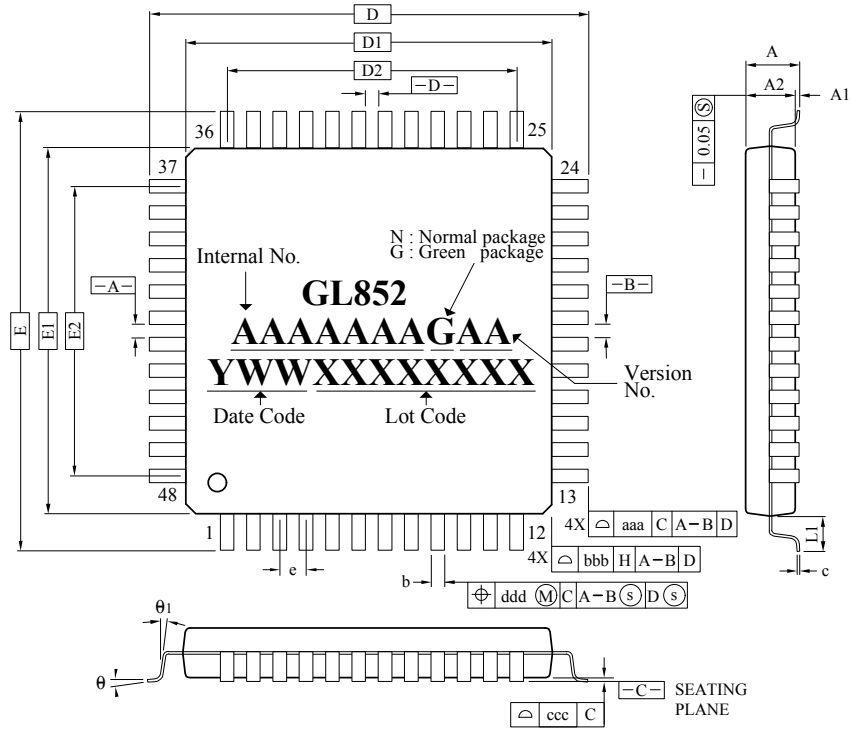 D
D1
D2
−D−
36
25
37
24
Internal No.
N : Normal package
G : Green package
GL852
AAAAAAAGAA
YWWXXXXXXXX
Date Code
Lot Code
Version
No.
−A−
−B−
E
E1
E2
48
13
1
12
e
b
4X ⌓ aaa C A−B D
4X ⌓ bbb H A−B D
⌖ ddd Ⓜ C A−B Ⓢ D Ⓢ
A
A2
A1
− 0.05 Ⓢ
L1
c
θ1
θ
−C−
SEATING
PLANE
⌓ ccc C